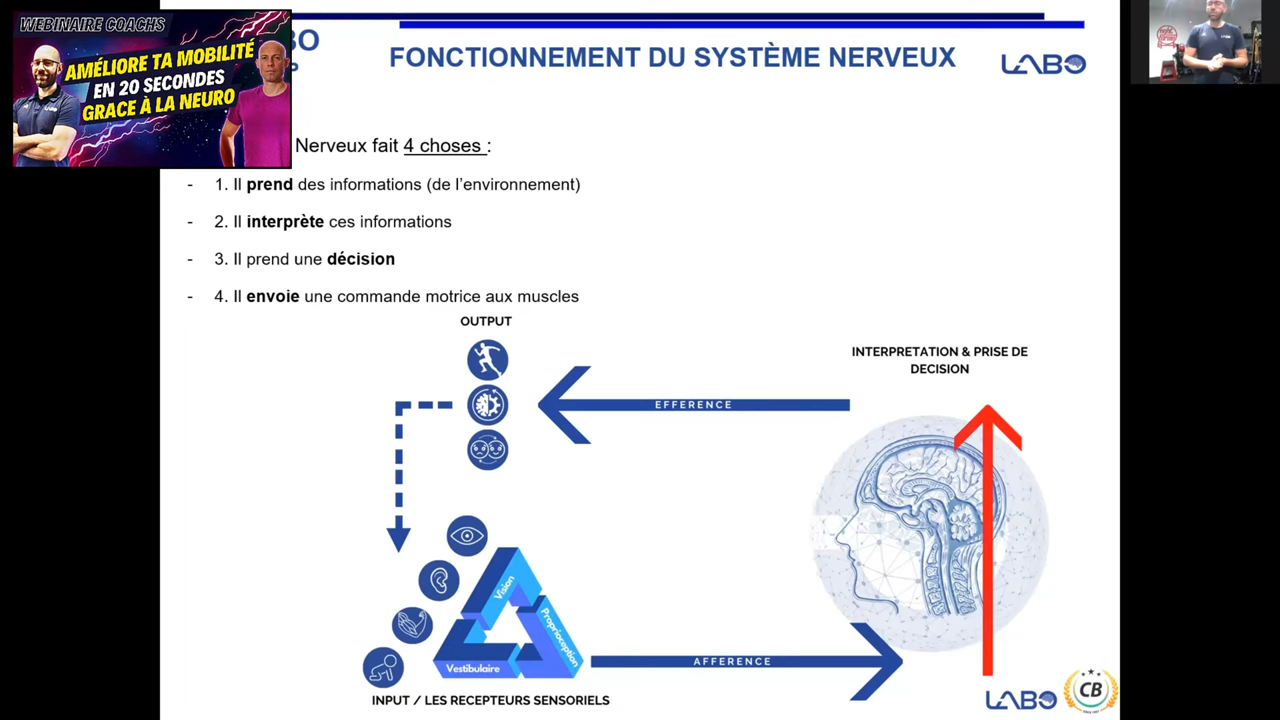 WEBINAIRE COACHS
AMÉLIORE TA MOBILITÉ
EN 20 SECONDES
GRACE À LA NEURO
BO
FONCTIONNEMENT DU SYSTÈME NERVEUX
LABO
Nerveux fait 4 choses :
- 1. Il prend des informations (de l'environnement)
- 2. Il interprète ces informations
- 3. Il prend une décision
- 4. Il envoie une commande motrice aux muscles
OUTPUT
INTERPRETATION & PRISE DE
DECISION
EFFERENCE
Vision
Proprioception
Vestibulaire
AFFERENCE
INPUT / LES RECEPTEURS SENSORIELS
LABO
CB